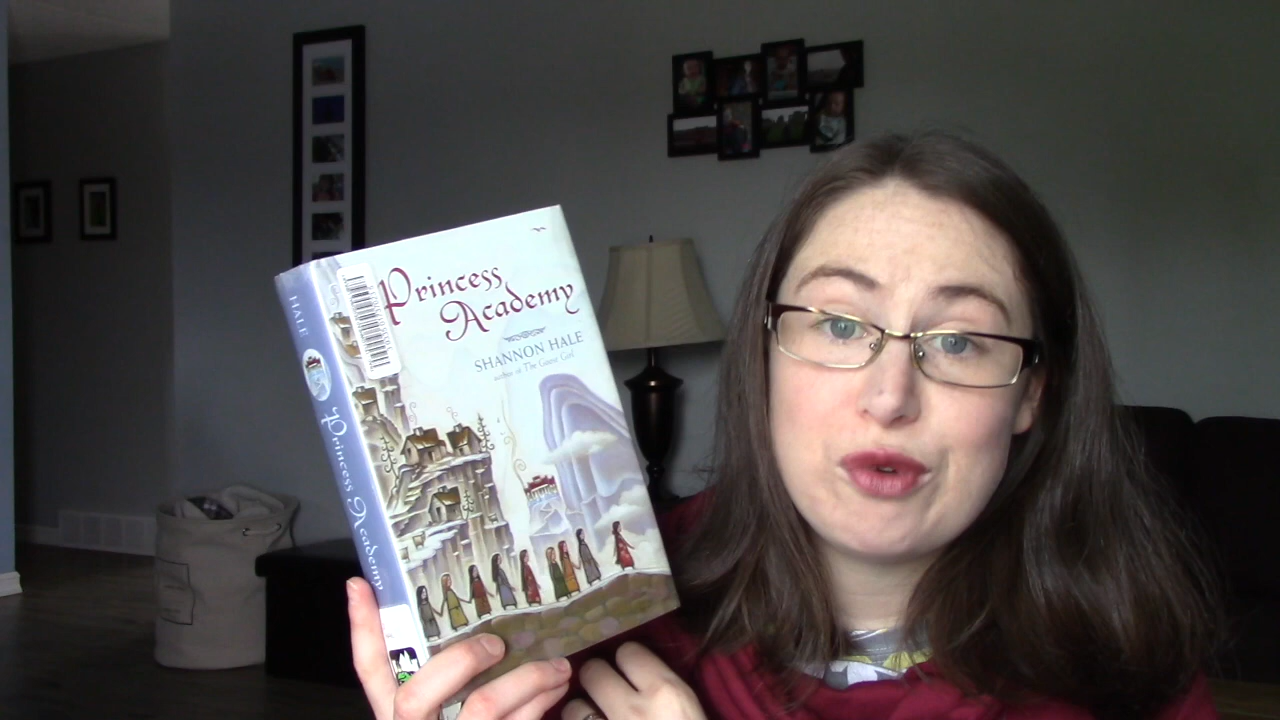 Princess
Academy
SHANNON HALE
author of The Goose Girl
HALE
Princess Academy